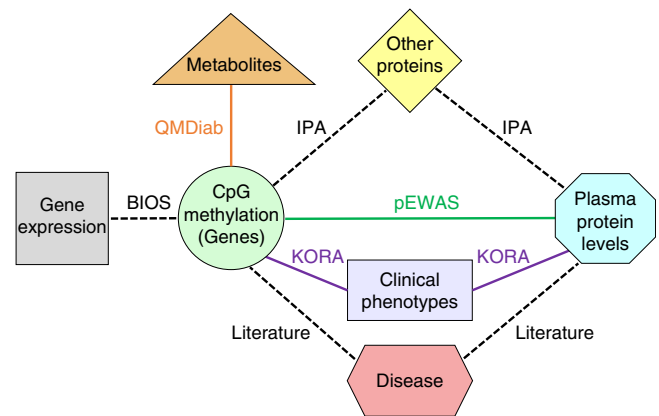 Metabolites
Other
proteins
QMDiab
IPA
IPA
Gene
expression
BIOS
CpG
methylation
(Genes)
pEWAS
Plasma
protein
levels
KORA
Clinical
phenotypes
KORA
Literature
Literature
Disease